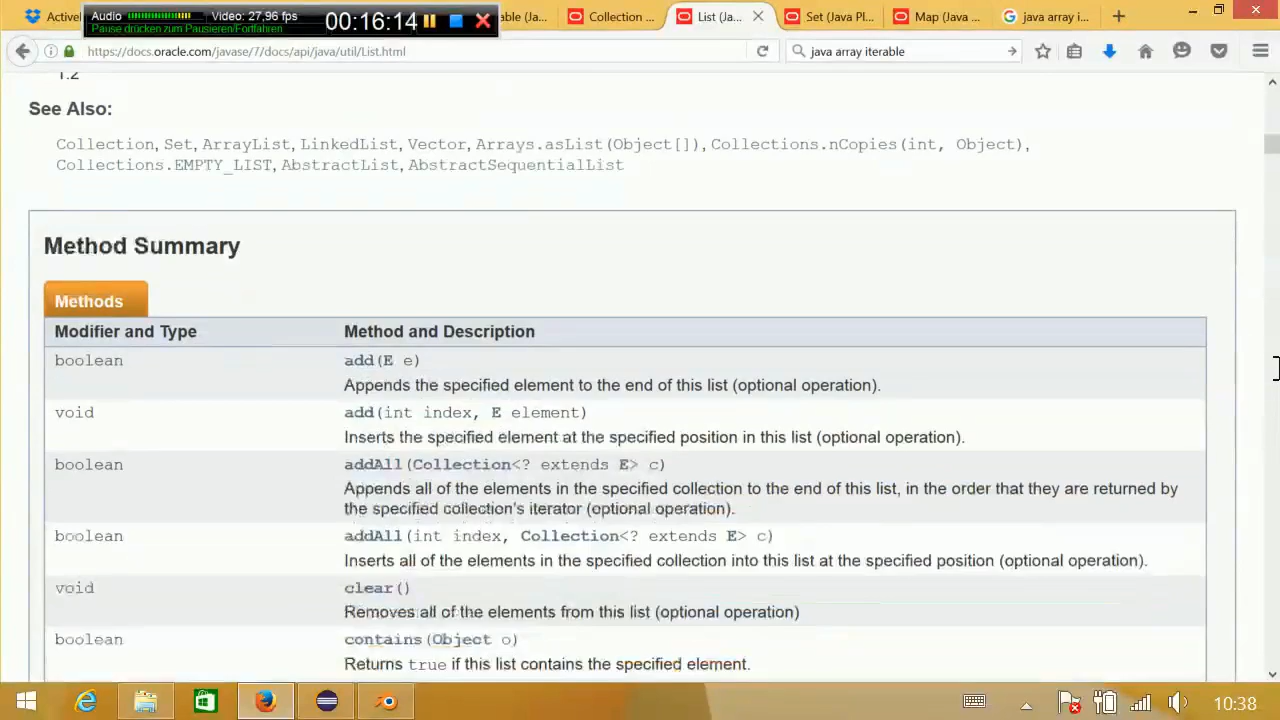 Activei
Audio
Video: 27,96 fps
00:16:14
Pause drücken zum Pausieren/Fortfahren
able (Ja...
Collection ...
List (Java Pl...
Set (Java Pl...
Map (Java ...
java array i...
https://docs.oracle.com/javase/7/docs/api/java/util/List.html
java array iterable
1.2
See Also:
Collection, Set, ArrayList, LinkedList, Vector, Arrays.asList(Object[]), Collections.nCopies(int, Object),
Collections.EMPTY_LIST, AbstractList, AbstractSequentialList
Method Summary
Methods
Modifier and Type Method and Description
boolean add(E e)
Appends the specified element to the end of this list (optional operation).
void add(int index, E element)
Inserts the specified element at the specified position in this list (optional operation).
boolean addAll(Collection<? extends E> c)
Appends all of the elements in the specified collection to the end of this list, in the order that they are returned by
the specified collection's iterator (optional operation).
boolean addAll(int index, Collection<? extends E> c)
Inserts all of the elements in the specified collection into this list at the specified position (optional operation).
void clear()
Removes all of the elements from this list (optional operation)
boolean contains(Object o)
Returns true if this list contains the specified element.
10:38